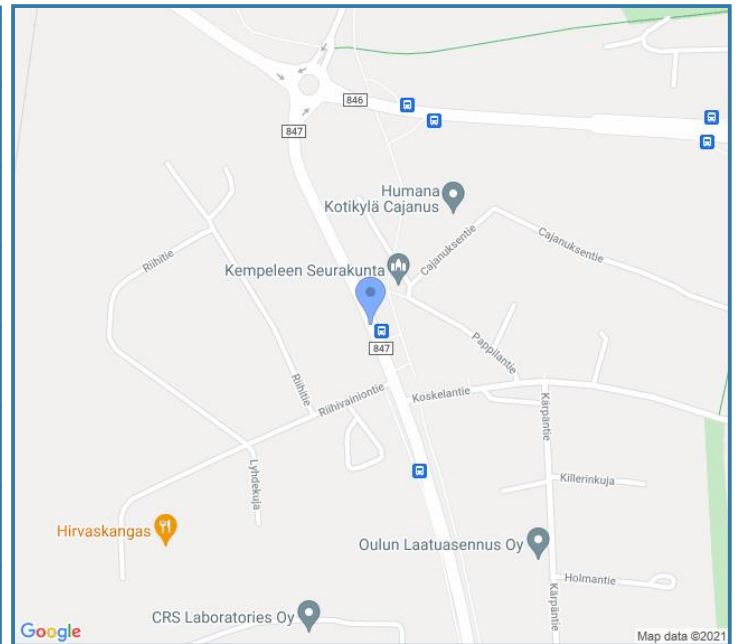 846
847
Humana
Kotikylä Cajanus
Cajanuksentie
Cajanuksentie
Riihitie
Kempeleen Seurakunta
Pappilantie
847
Riihitie
Riihivainiontie
Koskelantie
Kärpäntie
Lyhdekuja
Killerinkuja
Hirvaskangas
Oulun Laatuasennus Oy
Holmantie
Kärpäntie
CRS Laboratories Oy
Google
Map data ©2021